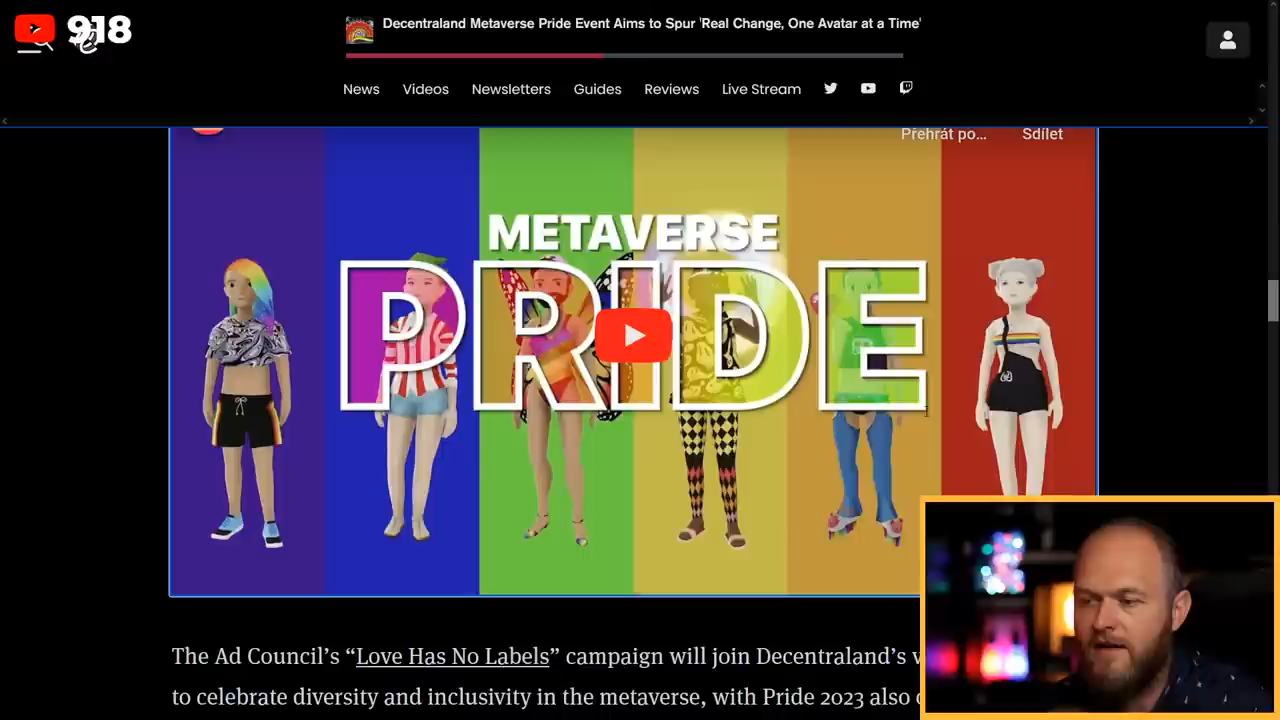 918
Decentraland Metaverse Pride Event Aims to Spur 'Real Change, One Avatar at a Time'
News Videos Newsletters Guides Reviews Live Stream
Přehrát po... Sdílet
METAVERSE
PRIDE
The Ad Council's “Love Has No Labels” campaign will join Decentraland's
to celebrate diversity and inclusivity in the metaverse, with Pride 2023 also